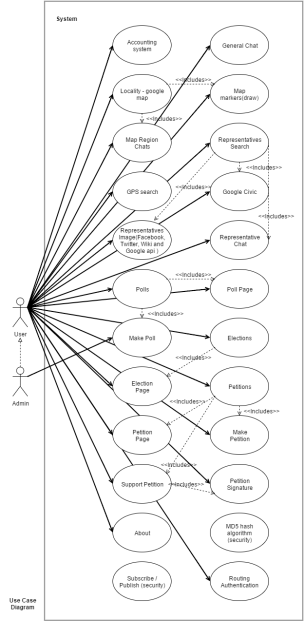 System
Accounting
system
General Chat
Locality - google
map
<<Includes>>
Map
markers(draw)
<<Includes>>
Map Region
Chats
Representatives
Search
GPS search
<<Includes>>
<<Includes>>
Google Civic
<<Includes>>
Representatives
Image(Facebook,
Twitter, Wiki and
Google api )
Representative
Chat
Polls
<<Includes>>
Poll Page
<<Includes>>
User
Make Poll
Elections
<<Includes>>
Admin
Election
Page
Petitions
<<Includes>>
<<Includes>>
Petition
Page
Make
Petition
<<Includes>>
Support Petition
<<Includes>>
Petition
Signature
About
MD5 hash
algorithm
(security)
Subscribe /
Publish (security)
Routing
Authentication
Use Case
Diagram